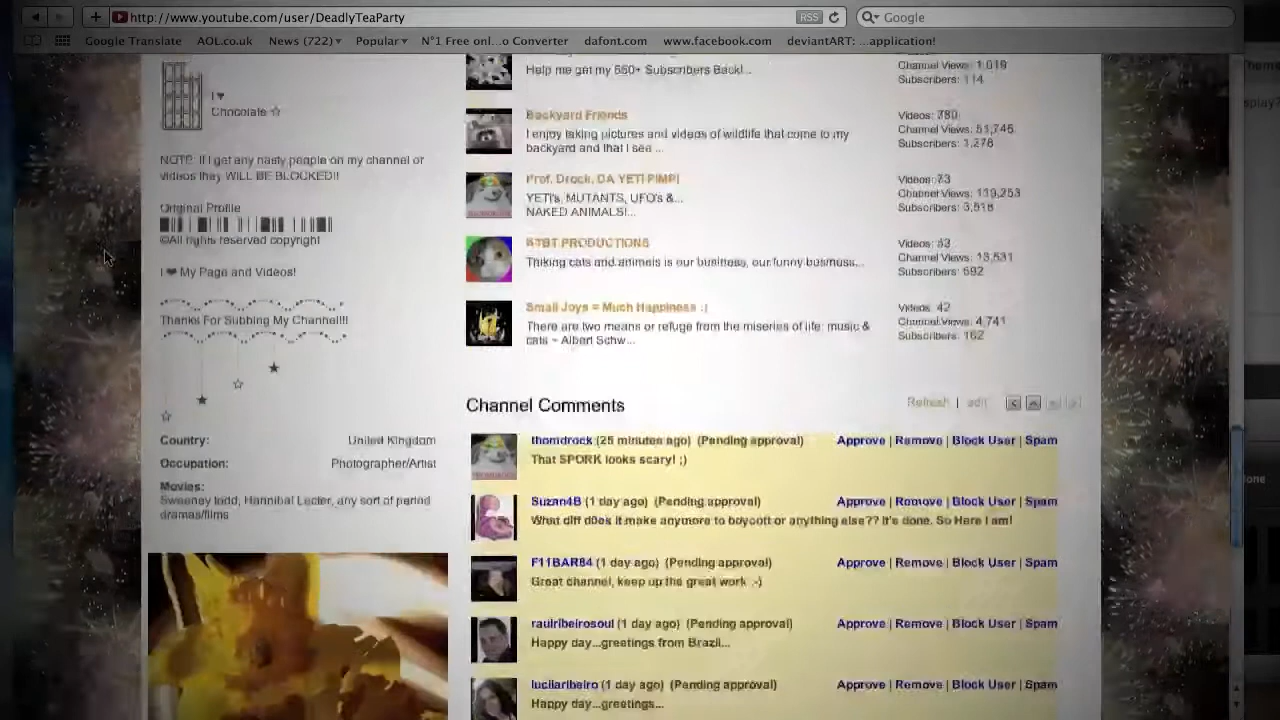 http://www.youtube.com/user/DeadlyTeaParty
RSS
Google
Google Translate
AOL.co.uk
News (722)
Popular
N°1 Free onl...o Converter
dafont.com
www.facebook.com
deviantART: ...application!
I ♥
Chocolate ☆
NOTE: If I get any nasty people on my channel or
videos they WILL BE BLOCKED!!
Original Profile
©All rights reserved copyright
I ❤ My Page and Videos!
Thanks For Subbing My Channel!!!
Country: United Kingdom
Occupation: Photographer/Artist
Movies:
Sweeney todd, Hannibal Lecter, any sort of period
dramas/films
Help me get my 550+ Subscribers Back!...
Channel Views: 1,019
Subscribers: 114
Backyard Friends
I enjoy taking pictures and videos of wildlife that come to my
backyard and that I see ...
Videos: 380
Channel Views: 51,745
Subscribers: 1,278
Prof. Drock, DA YETI PIMP!
YETI's, MUTANTS, UFO's &...
NAKED ANIMALS!...
Videos: 73
Channel Views: 139,253
Subscribers: 3,518
PRODUCTIONS
cats and animals is our business, our funny business...
Videos: 33
Channel Views: 13,531
Subscribers: 692
Small Joys = Much Happiness :)
There are two means or refuge from the miseries of life: music &
cats ~ Albert Schw...
Videos: 42
Channel Views: 4,741
Subscribers: 162
Channel Comments
Refresh | edit
thomdrock (25 minutes ago) (Pending approval) Approve | Remove | Block User | Spam
That SPORK looks scary! ;)
Suzan4B (1 day ago) (Pending approval) Approve | Remove | Block User | Spam
What diff d0es it make anymore to boycott or anything else?? It's done. So Here I am!
F11BAR84 (1 day ago) (Pending approval) Approve | Remove | Block User | Spam
Great channel, keep up the great work :-)
raulribeirosoul (1 day ago) (Pending approval) Approve | Remove | Block User | Spam
Happy day...greetings from Brazil...
luciiaribeiro (1 day ago) (Pending approval) Approve | Remove | Block User | Spam
Happy day...greetings...